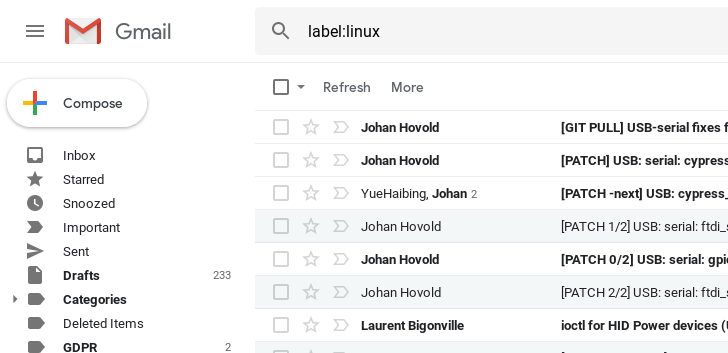 Gmail
label:linux
Refresh More
Compose
Inbox
Starred
Snoozed
Important
Sent
Drafts 233
Categories
Deleted Items
GDPR 2
Johan Hovold [GIT PULL] USB-serial fixes f
Johan Hovold [PATCH] USB: serial: cypress
YueHaibing, Johan 2 [PATCH -next] USB: cypress_
Johan Hovold [PATCH 1/2] USB: serial: ftdi_s
Johan Hovold [PATCH 0/2] USB: serial: gpio
Johan Hovold [PATCH 2/2] USB: serial: ftdi_s
Laurent Bigonville ioctl for HID Power devices (